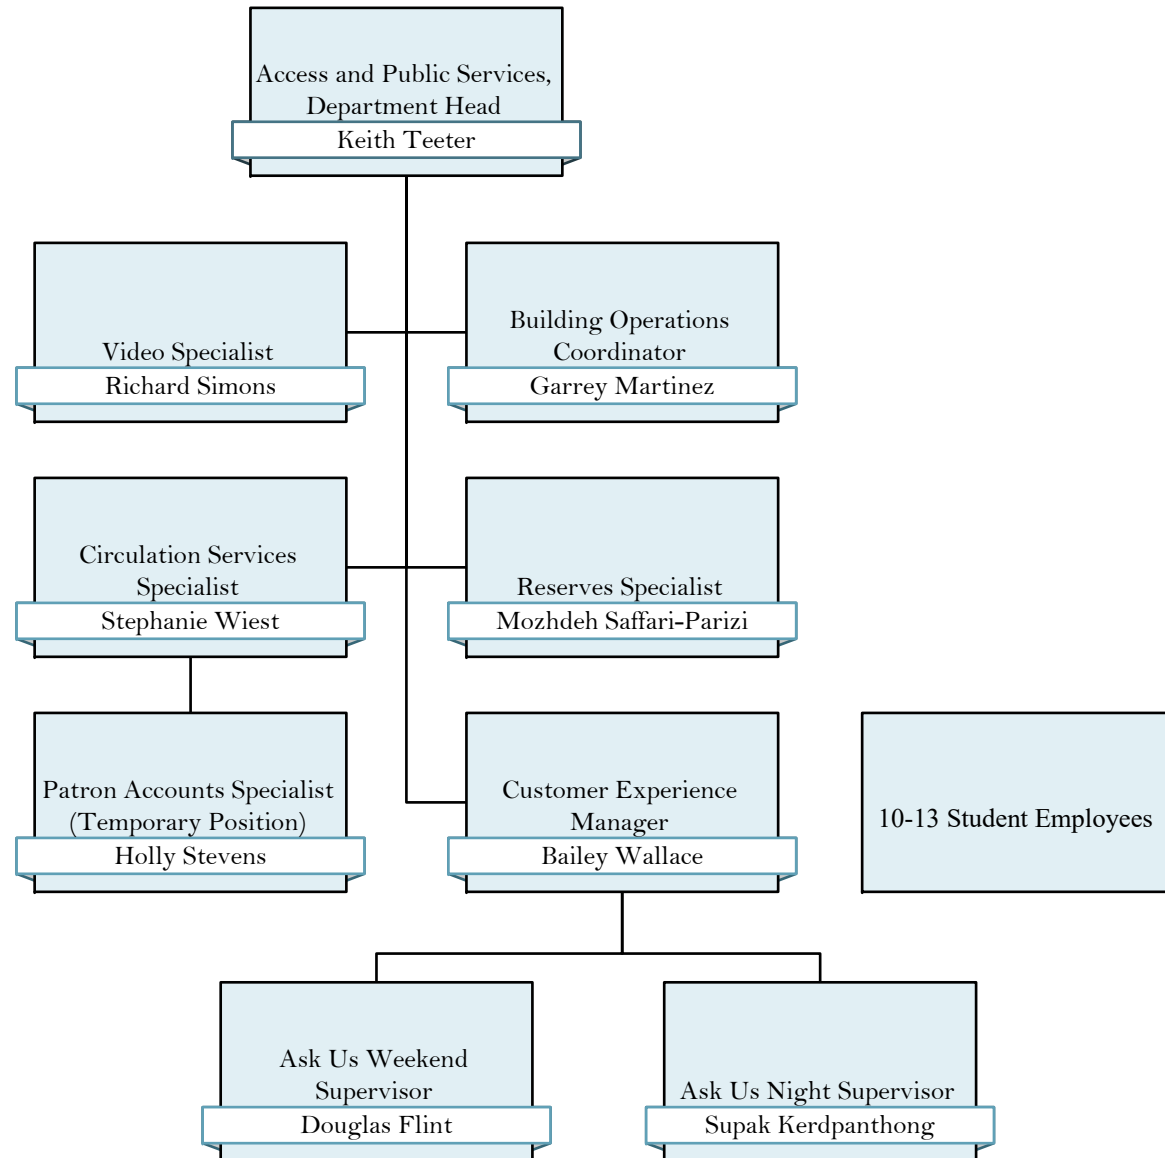 Access and Public Services,
Department Head
Keith Teeter
Video Specialist
Richard Simons
Building Operations
Coordinator
Garrey Martinez
Circulation Services
Specialist
Stephanie Wiest
Reserves Specialist
Mozhdeh Saffari-Parizi
Patron Accounts Specialist
(Temporary Position)
Holly Stevens
Customer Experience
Manager
Bailey Wallace
10-13 Student Employees
Ask Us Weekend
Supervisor
Douglas Flint
Ask Us Night Supervisor
Supak Kerdpanthong